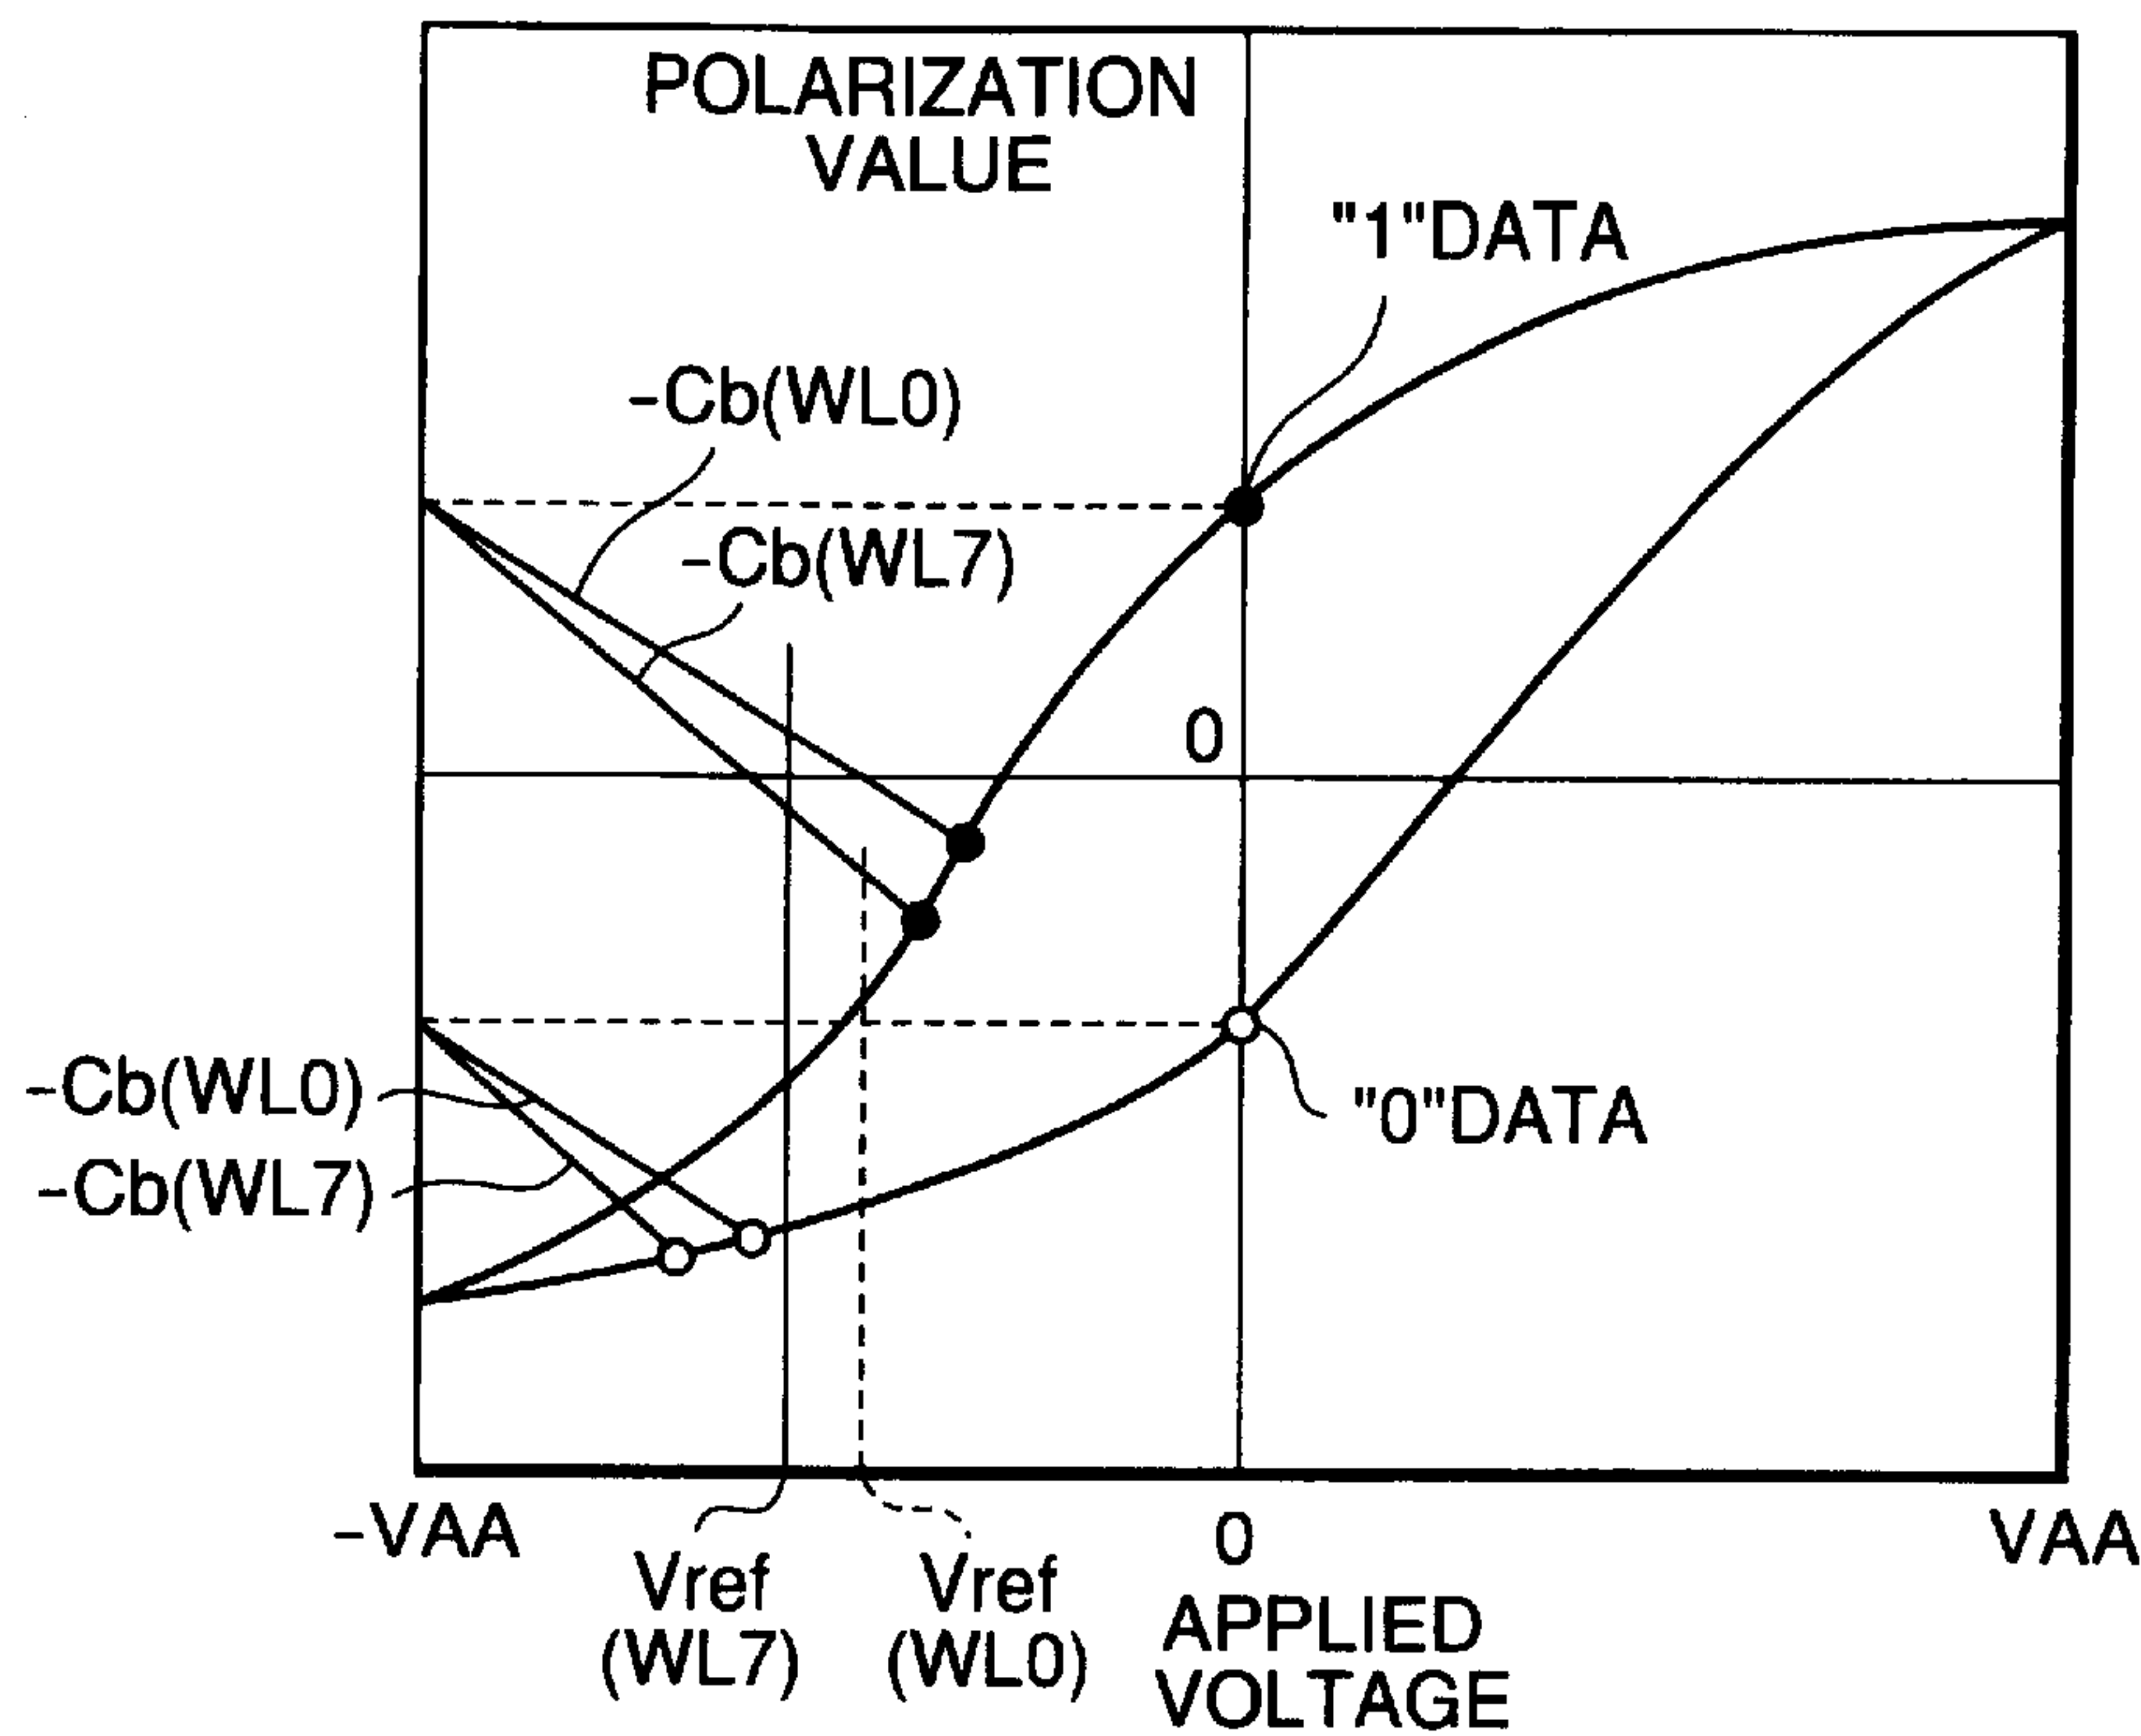 POLARIZATION
VALUE
"1"DATA
-Cb(WL0)
-Cb(WL7)
0
-Cb(WL0)
"0"DATA
-Cb(WL7)
-VAA
0
VAA
Vref
(WL7)
Vref
(WL0)
APPLIED
VOLTAGE